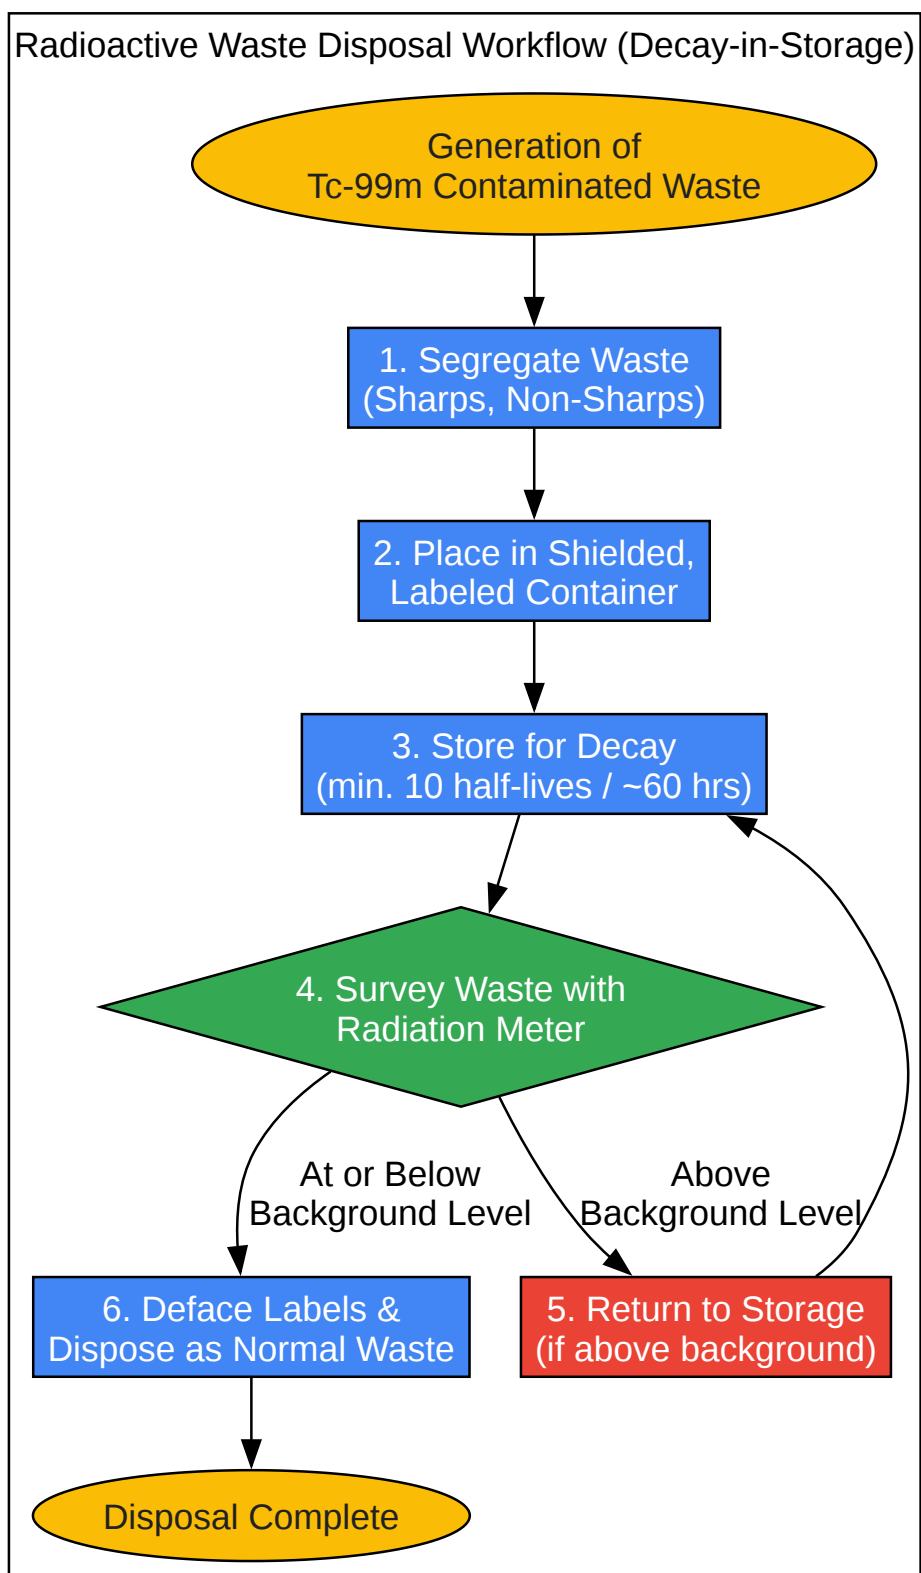 Radioactive Waste Disposal Workflow (Decay-in-Storage)
Generation of
Tc-99m Contaminated Waste
1. Segregate Waste
(Sharps, Non-Sharps)
2. Place in Shielded,
Labeled Container
3. Store for Decay
(min. 10 half-lives / ~60 hrs)
4. Survey Waste with
Radiation Meter
At or Below
Background Level
Above
Background Level
5. Return to Storage
(if above background)
6. Deface Labels &
Dispose as Normal Waste
Disposal Complete